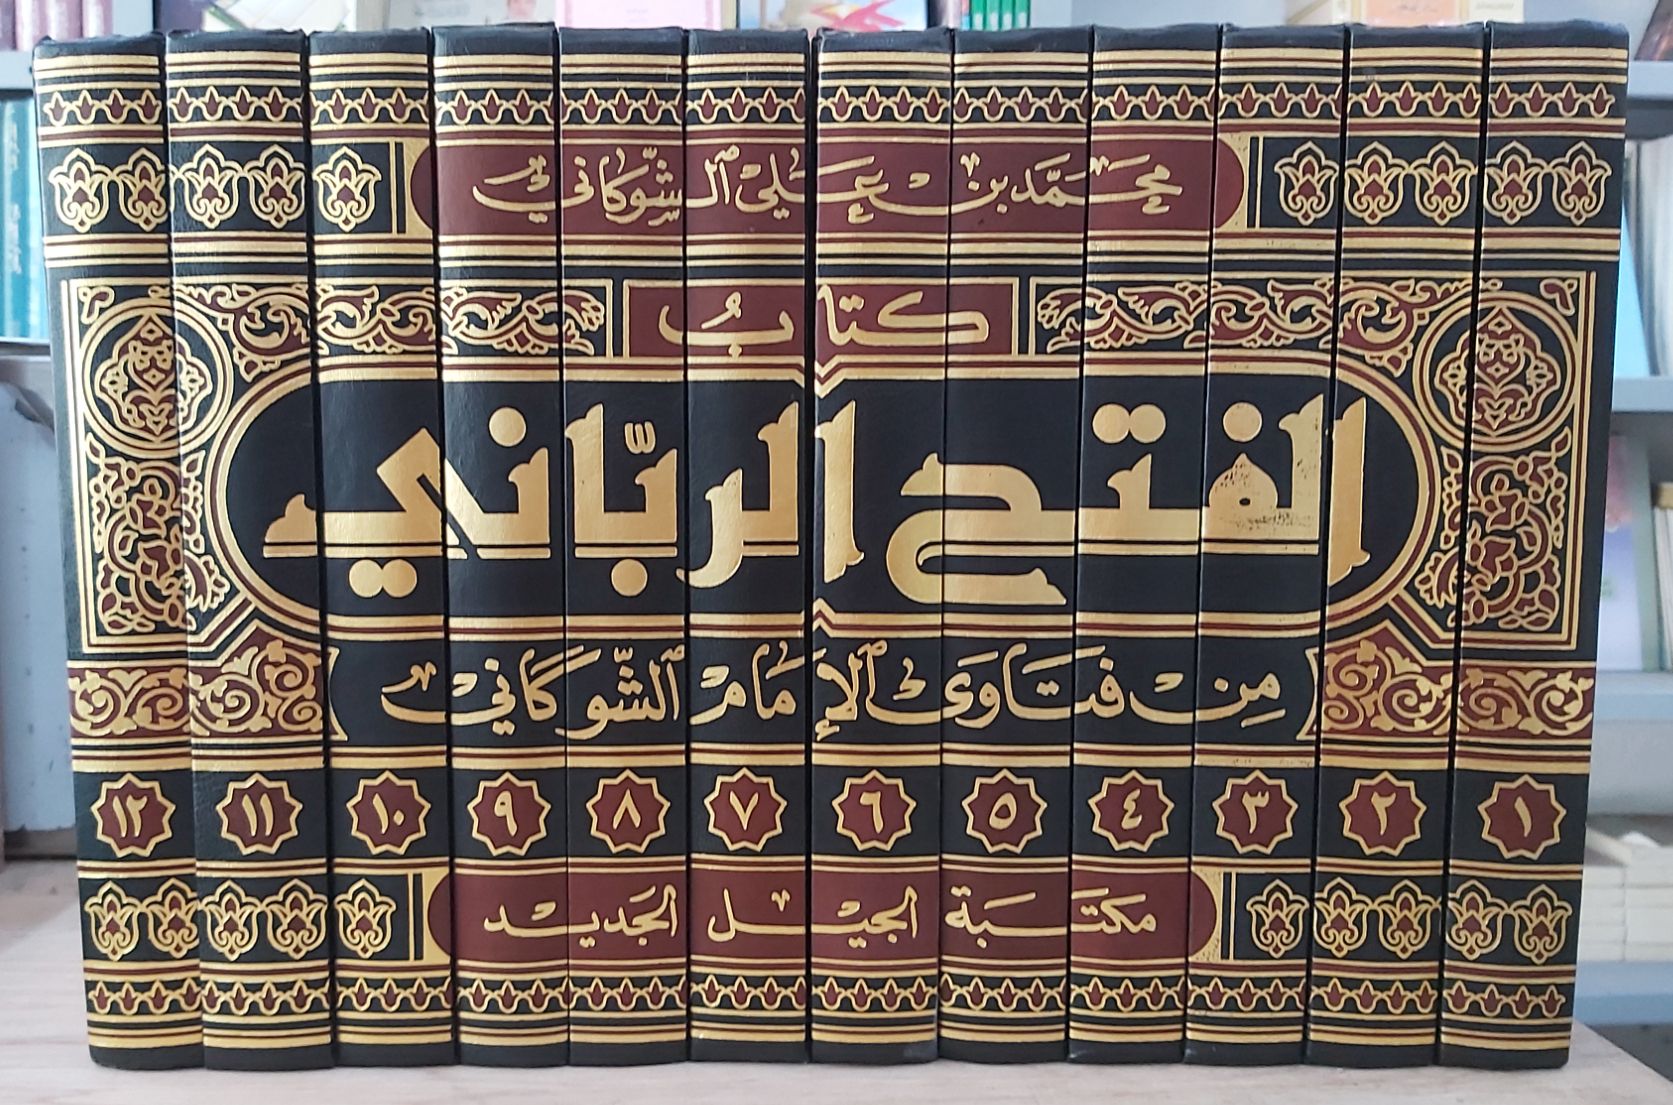 محمد بن علي الشوكاني
كتاب
الفتح الرباني
من فتاوى الإمام الشوكاني
١ ٢ ٣ ٤ ٥ ٦ ٧ ٨ ٩ ١٠ ١١ ١٢
مكتبة الجيل الجديد